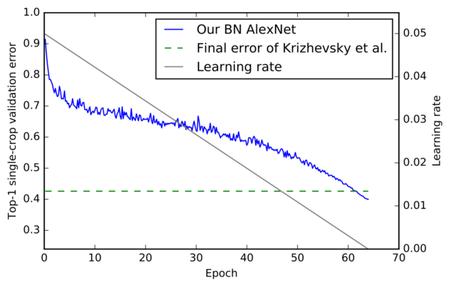 Our BN AlexNet
Final error of Krizhevsky et al.
Learning rate
Top-1 single-crop validation error
1.0
0.9
0.8
0.7
0.6
0.5
0.4
0.3
0.05
0.04
0.03
0.02
0.01
0.00
Learning rate
0 10 20 30 40 50 60 70
Epoch